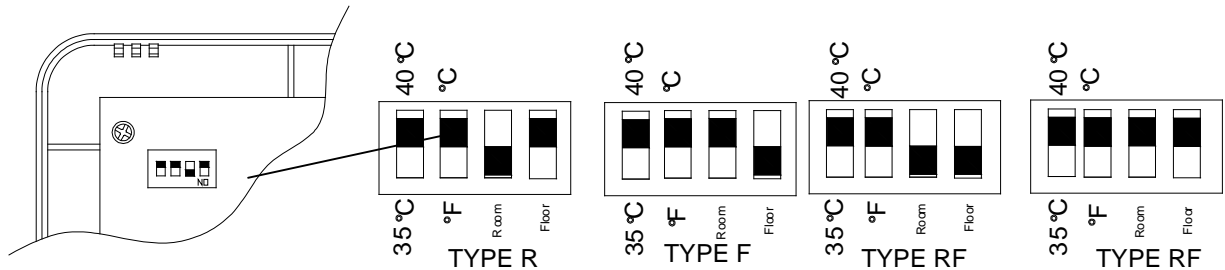 40°C °C
35°C °F Room Floor
TYPE R
40°C °C
35°C °F Room Floor
TYPE F
40°C °C
35°C °F Room Floor
TYPE RF
40°C °C
35°C °F Room Floor
TYPE RF
NO